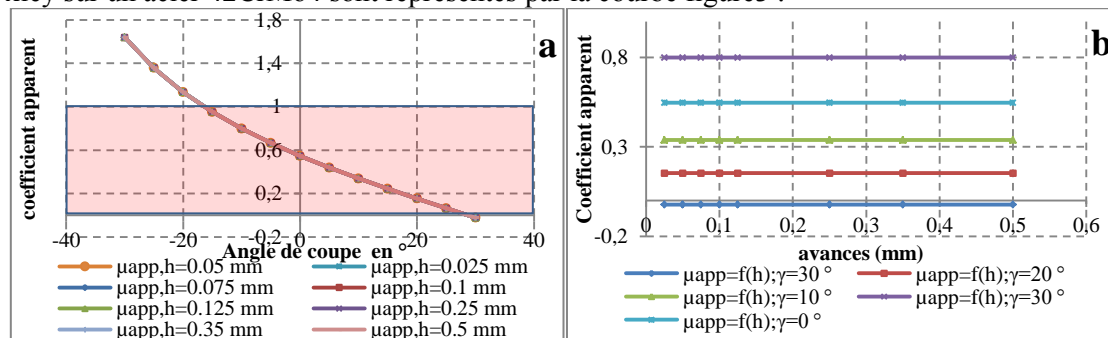 sur un acier 42CrMo4 sont représentés par la courbe figure5 :
a
coefficient apparent
1,8
1,4
1
0,6
0,2
-0,2
-40
-20
0
20
40
Angle de coupe en °
µapp,h=0.05 mm
µapp,h=0.025 mm
µapp,h=0.075 mm
µapp,h=0.1 mm
µapp,h=0.125 mm
µapp,h=0.25 mm
µapp,h=0.35 mm
µapp,h=0.5 mm
b
Coefficient apparent
0,8
0,3
-0,2
0
0,1
0,2
0,3
0,4
0,5
0,6
avances (mm)
µapp=f(h);γ=30 °
µapp=f(h);γ=20 °
µapp=f(h);γ=10 °
µapp=f(h);γ=30 °
µapp=f(h);γ=0 °